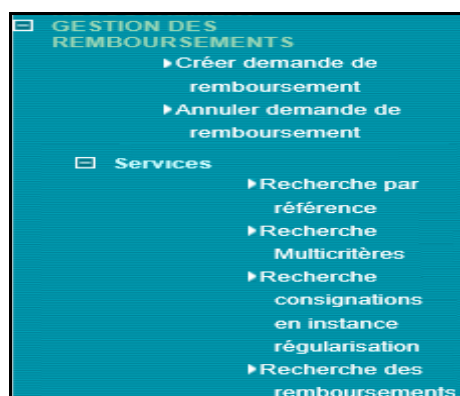 GESTION DES
REMBOURSEMENTS
Créer demande de
remboursement
Annuler demande de
remboursement
Services
Recherche par
référence
Recherche
Multicritères
Recherche
consignations
en instance
régularisation
Recherche des
remboursements